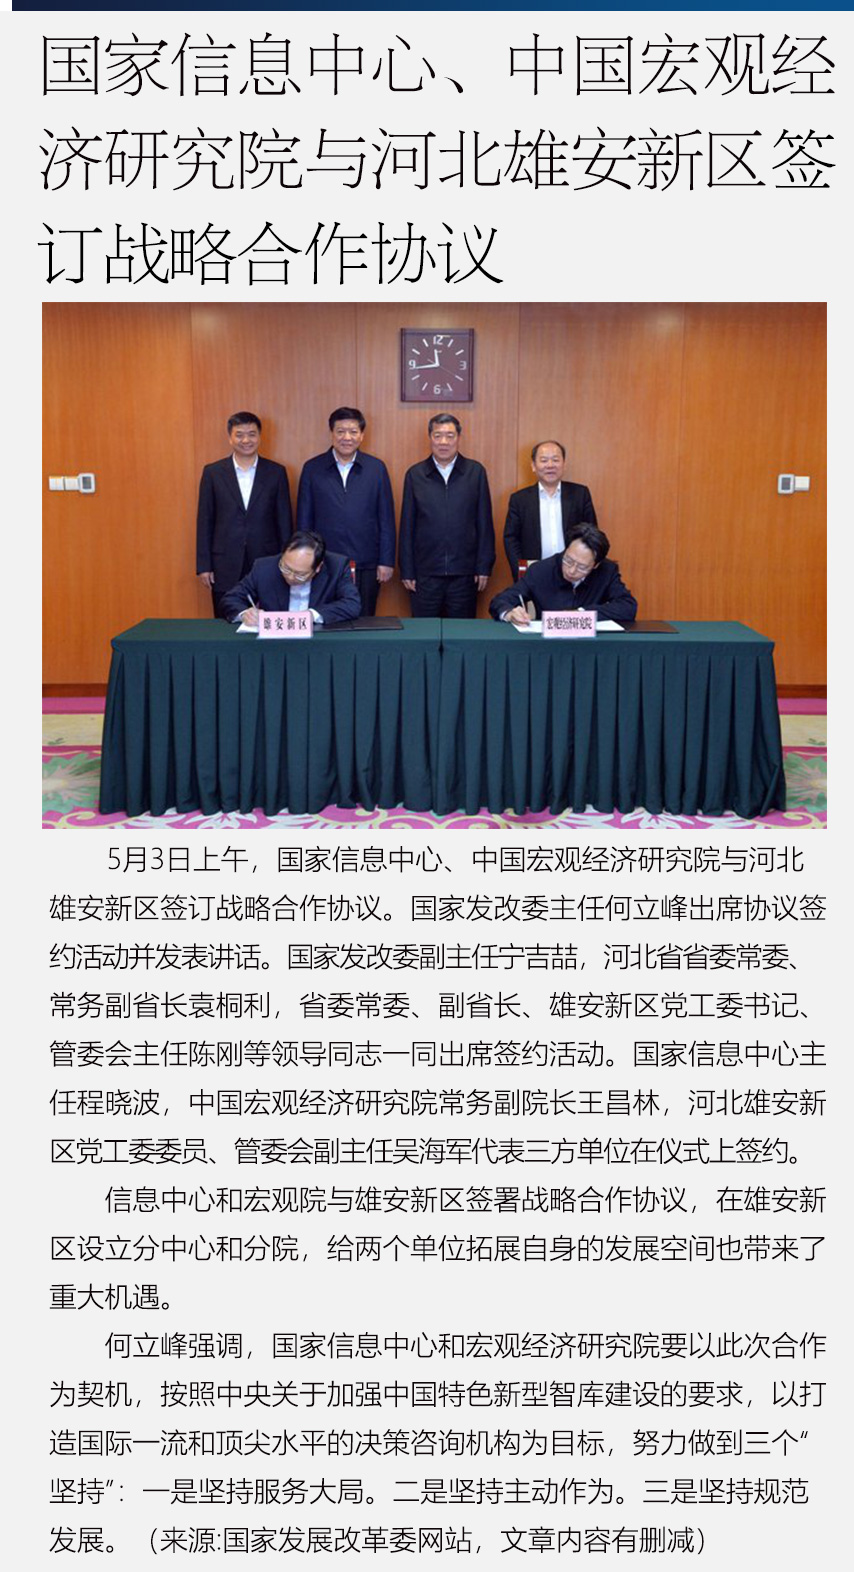 国家信息中心、中国宏观经
济研究院与河北雄安新区签
订战略合作协议
12
9
3
6
雄安新区
宏观经济研究院
5月3日上午，国家信息中心、中国宏观经济研究院与河北
雄安新区签订战略合作协议。国家发改委主任何立峰出席协议签
约活动并发表讲话。国家发改委副主任宁吉喆，河北省省委常委、
常务副省长袁桐利，省委常委、副省长、雄安新区党工委书记、
管委会主任陈刚等领导同志一同出席签约活动。国家信息中心主
任程晓波，中国宏观经济研究院常务副院长王昌林，河北雄安新
区党工委委员、管委会副主任吴海军代表三方单位在仪式上签约。
信息中心和宏观院与雄安新区签署战略合作协议，在雄安新
区设立分中心和分院，给两个单位拓展自身的发展空间也带来了
重大机遇。
何立峰强调，国家信息中心和宏观经济研究院要以此次合作
为契机，按照中央关于加强中国特色新型智库建设的要求，以打
造国际一流和顶尖水平的决策咨询机构为目标，努力做到三个“
坚持”：一是坚持服务大局。二是坚持主动作为。三是坚持规范
发展。（来源:国家发展改革委网站，文章内容有删减）